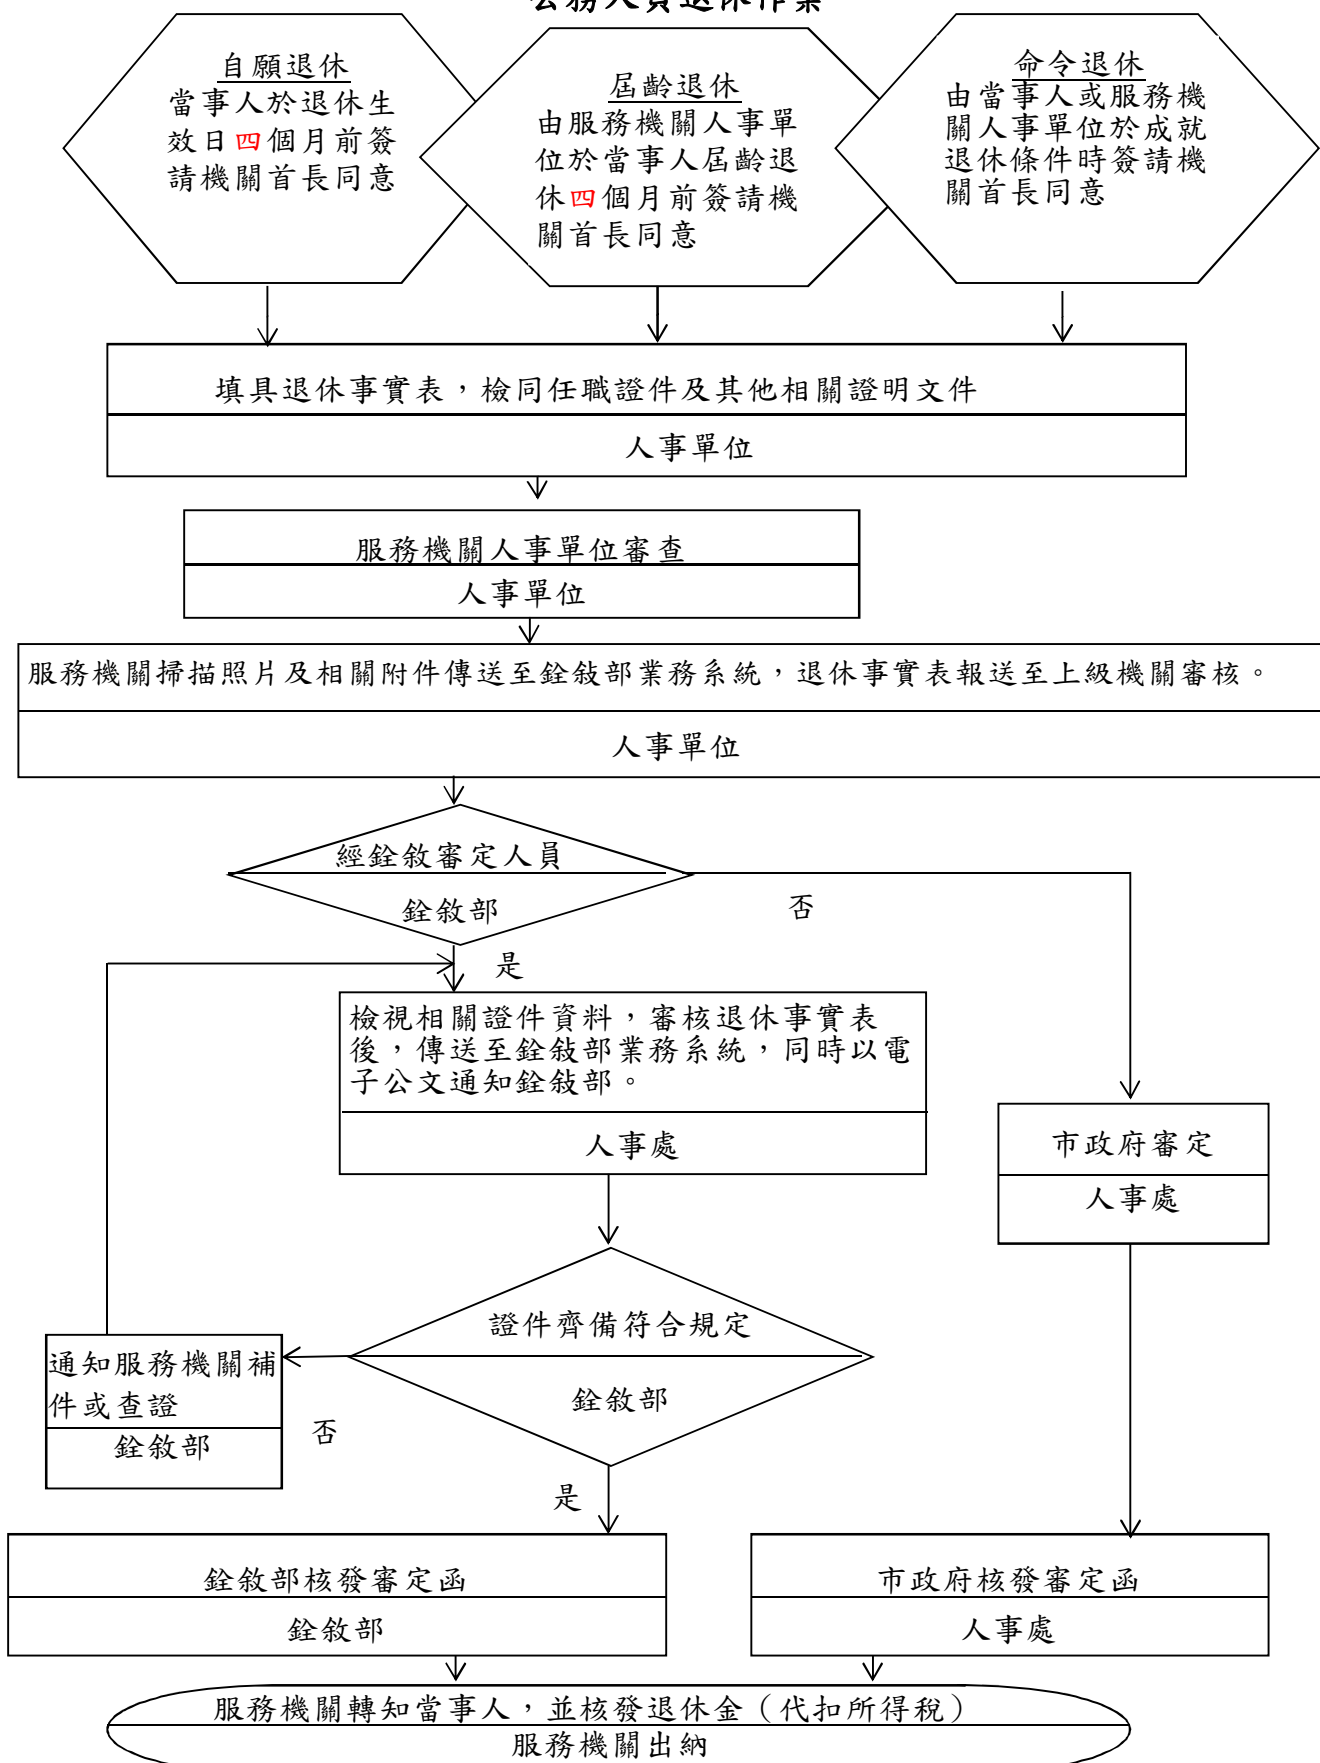 公務人員退休作業
自願退休
當事人於退休生
效日四個月前簽
請機關首長同意
屆齡退休
由服務機關人事單
位於當事人屆齡退
休四個月前簽請機
關首長同意
命令退休
由當事人或服務機
關人事單位於成就
退休條件時簽請機
關首長同意
填具退休事實表，檢同任職證件及其他相關證明文件
人事單位
服務機關人事單位審查
人事單位
服務機關掃描照片及相關附件傳送至銓敍部業務系統，退休事實表報送至上級機關審核。
人事單位
經銓敘審定人員
銓敘部
否
是
檢視相關證件資料，審核退休事實表
後，傳送至銓敍部業務系統，同時以電
子公文通知銓敍部。
人事處
市政府審定
人事處
證件齊備符合規定
銓敘部
通知服務機關補
件或查證
銓敘部
否
是
銓敘部核發審定函
銓敘部
市政府核發審定函
人事處
服務機關轉知當事人，並核發退休金（代扣所得稅）
服務機關出納